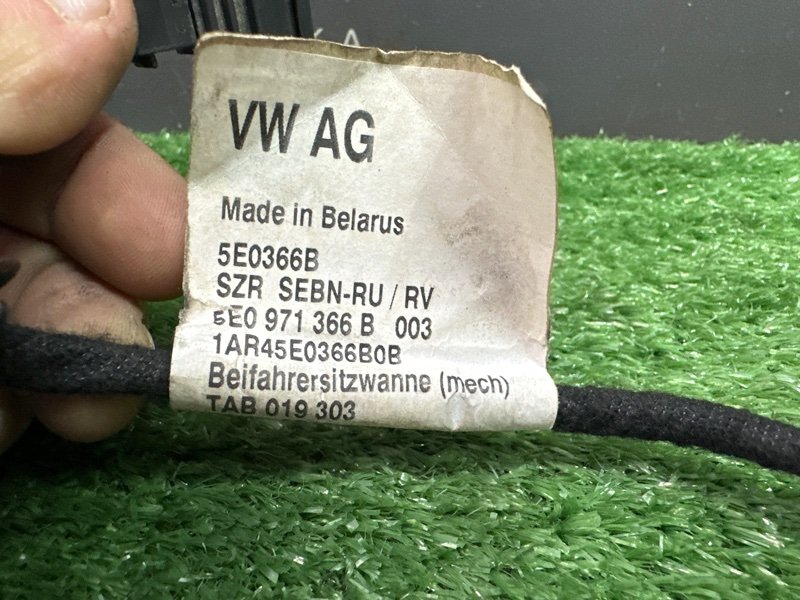 VW AG
Made in Belarus
5E0366B
SZR SEBN-RU / RV
5E0 971 366 B 003
1AR45E0366B0B
Beifahrersitzwanne (mech)
TAB 019 303